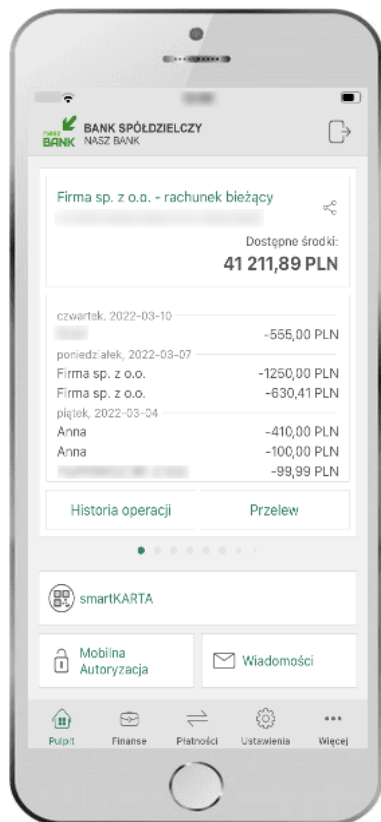 NASZ
BANK
BANK SPÓŁDZIELCZY
NASZ BANK
Firma sp. z o.o. - rachunek bieżący
Dostępne środki:
41 211,89 PLN
czwartek, 2022-03-10
-555,00 PLN
poniedziałek, 2022-03-07
Firma sp. z o.o. -1250,00 PLN
Firma sp. z o.o. -630,41 PLN
piątek, 2022-03-04
Anna -410,00 PLN
Anna -100,00 PLN
-99,99 PLN
Historia operacji Przelew
smartKARTA
Mobilna
Autoryzacja
Wiadomości
Pulpit Finanse Płatności Ustawienia Więcej